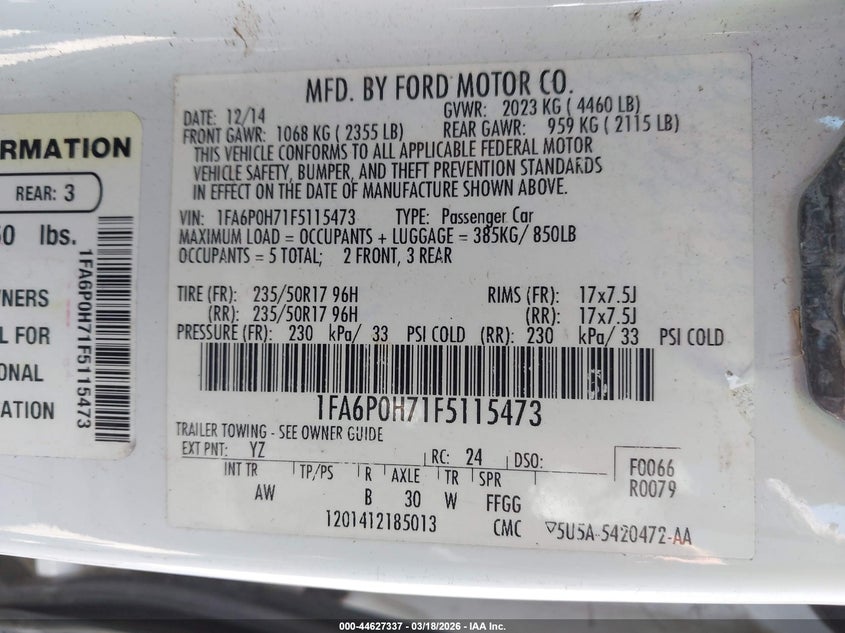 RMATION
REAR: 3
lbs.
WNERS
L FOR
ONAL
ATION
1FA6P0H71F5115473
MFD. BY FORD MOTOR CO.
DATE: 12/14 GVWR: 2023 KG ( 4460 LB)
FRONT GAWR: 1068 KG ( 2355 LB) REAR GAWR: 959 KG ( 2115 LB)
THIS VEHICLE CONFORMS TO ALL APPLICABLE FEDERAL MOTOR
VEHICLE SAFETY, BUMPER, AND THEFT PREVENTION STANDARDS
IN EFFECT ON THE DATE OF MANUFACTURE SHOWN ABOVE.
VIN: 1FA6P0H71F5115473 TYPE: Passenger Car
MAXIMUM LOAD = OCCUPANTS + LUGGAGE = 385KG/ 850LB
OCCUPANTS = 5 TOTAL; 2 FRONT, 3 REAR
TIRE (FR): 235/50R17 96H RIMS (FR): 17x7.5J
(RR): 235/50R17 96H (RR): 17x7.5J
PRESSURE (FR): 230 kPa/ 33 PSI COLD (RR): 230 kPa/ 33 PSI COLD
1FA6P0H71F5115473
TRAILER TOWING - SEE OWNER GUIDE
EXT PNT: YZ RC: 24 DSO: F0066
INT TR TP/PS R AXLE TR SPR R0079
AW B 30 W FFGG
1201412185013 CMC ▽5U5A-5420472-AA
000-44627337 | 03/18/2026 - IAA Inc.